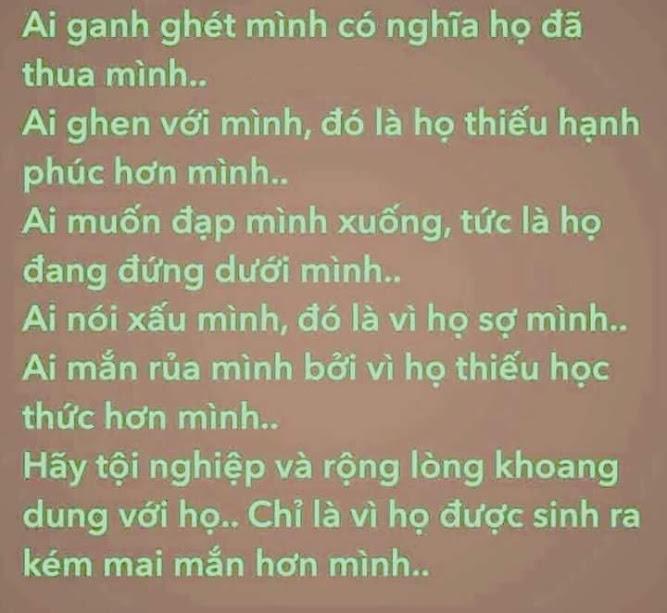 Ai ganh ghét mình có nghĩa họ đã
thua mình..
Ai ghen với mình, đó là họ thiếu hạnh
phúc hơn mình..
Ai muốn đạp mình xuống, tức là họ
đang đứng dưới mình..
Ai nói xấu mình, đó là vì họ sợ mình..
Ai mắn rủa mình bởi vì họ thiếu học
thức hơn mình..
Hãy tội nghiệp và rộng lòng khoang
dung với họ.. Chỉ là vì họ được sinh ra
kém mai mắn hơn mình..